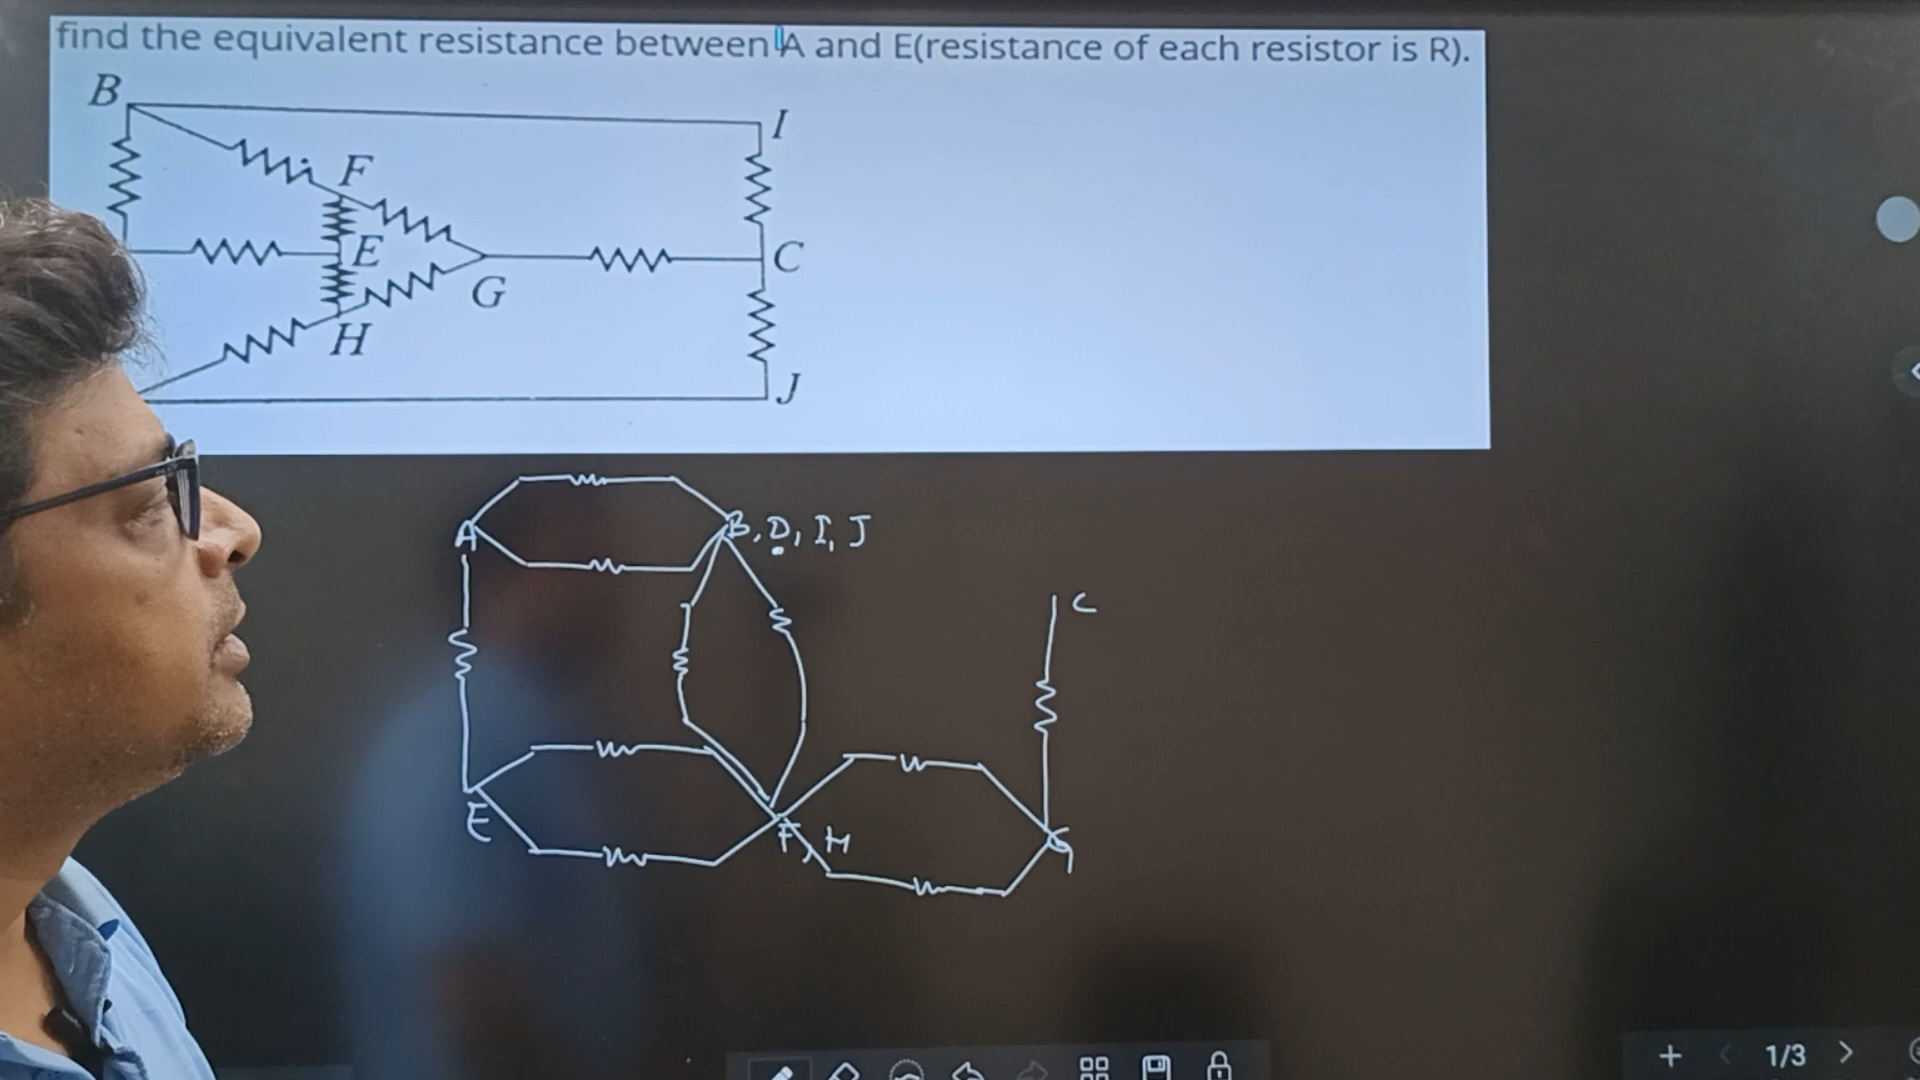 find the equivalent resistance between A and E(resistance of each resistor is R).
B
I
F
E
C
G
H
J
A
B, D, I, J
C
E
F, H
G
1/3